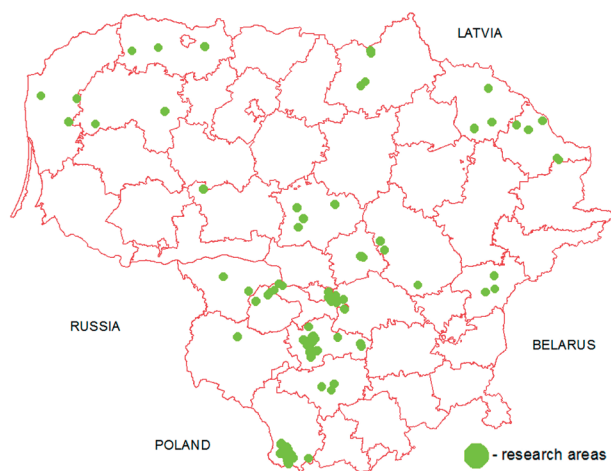 LATVIA
RUSSIA
BELARUS
POLAND
- research areas